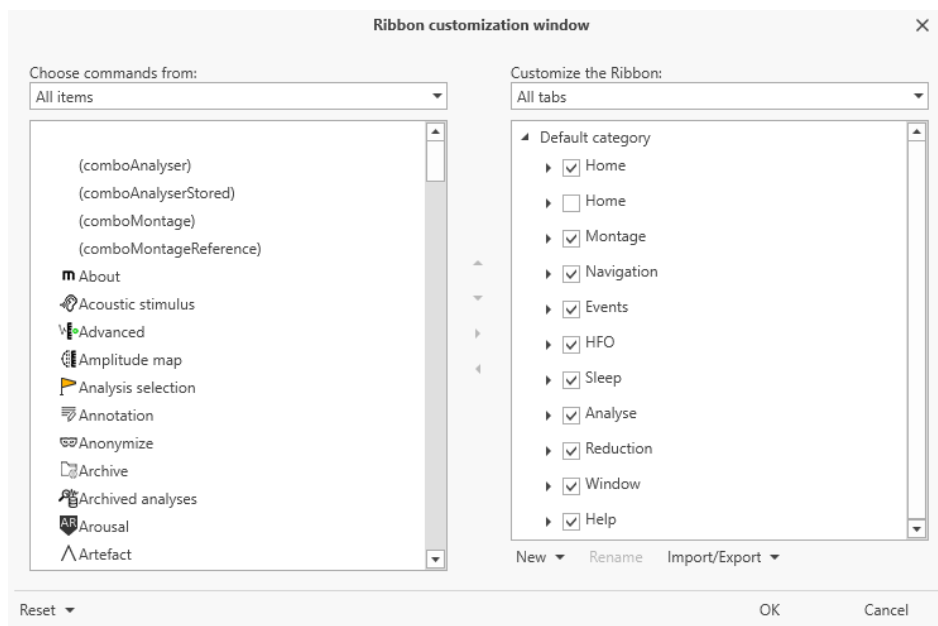 Ribbon customization window
Choose commands from:
All items
(comboAnalyser)
(comboAnalyserStored)
(comboMontage)
(comboMontageReference)
m About
Acoustic stimulus
Advanced
Amplitude map
Analysis selection
Annotation
Anonymize
Archive
Archived analyses
AR Arousal
Artefact
Customize the Ribbon:
All tabs
Default category
Home
Home
Montage
Navigation
Events
HFO
Sleep
Analyse
Reduction
Window
Help
New Rename Import/Export
Reset OK Cancel